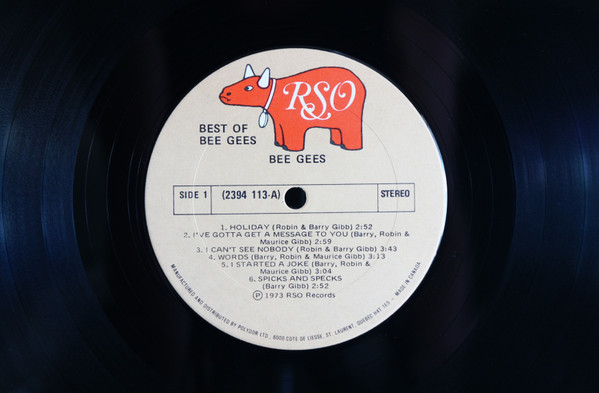 RSO
BEST OF
BEE GEES
BEE GEES
SIDE 1
(2394 113-A)
STEREO
1. HOLIDAY (Robin & Barry Gibb) 2:52
2. I'VE GOTTA GET A MESSAGE TO YOU (Barry, Robin &
Maurice Gibb) 2:59
3. I CAN'T SEE NOBODY (Robin & Barry Gibb) 3:43
4. WORDS (Barry, Robin & Maurice Gibb) 3:13
5. I STARTED A JOKE (Barry, Robin &
Maurice Gibb) 3:04
6. SPICKS AND SPECKS
(Barry Gibb) 2:52
Ⓟ 1973 RSO Records
MANUFACTURED AND DISTRIBUTED BY POLYDOR LTD., 6000 COTE DE LIESSE, ST. LAURENT, QUEBEC H4T 1E3 - MADE IN CANADA.